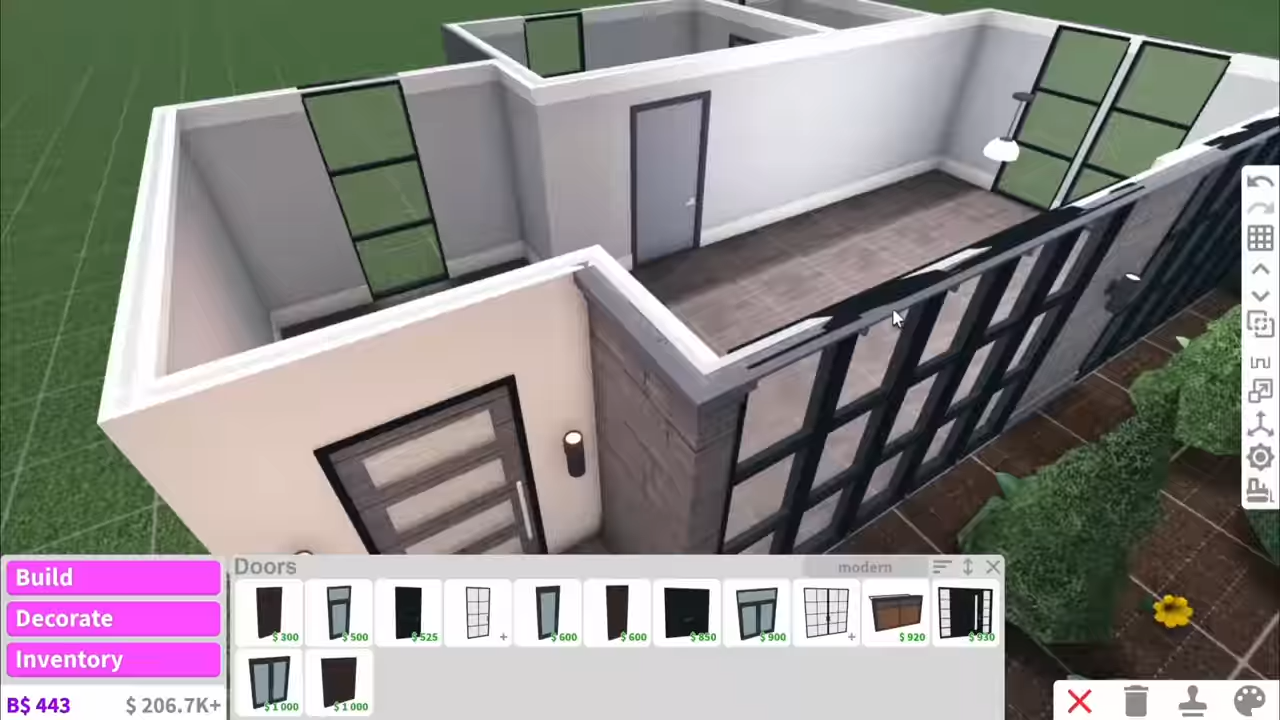 Build
Decorate
Inventory
B$ 443
$ 206.7K+
Doors
modern
$ 300
$ 500
$ 525
+
$ 600
$ 600
$ 850
$ 900
+
$ 920
$ 930
$ 1 000
$ 1 000